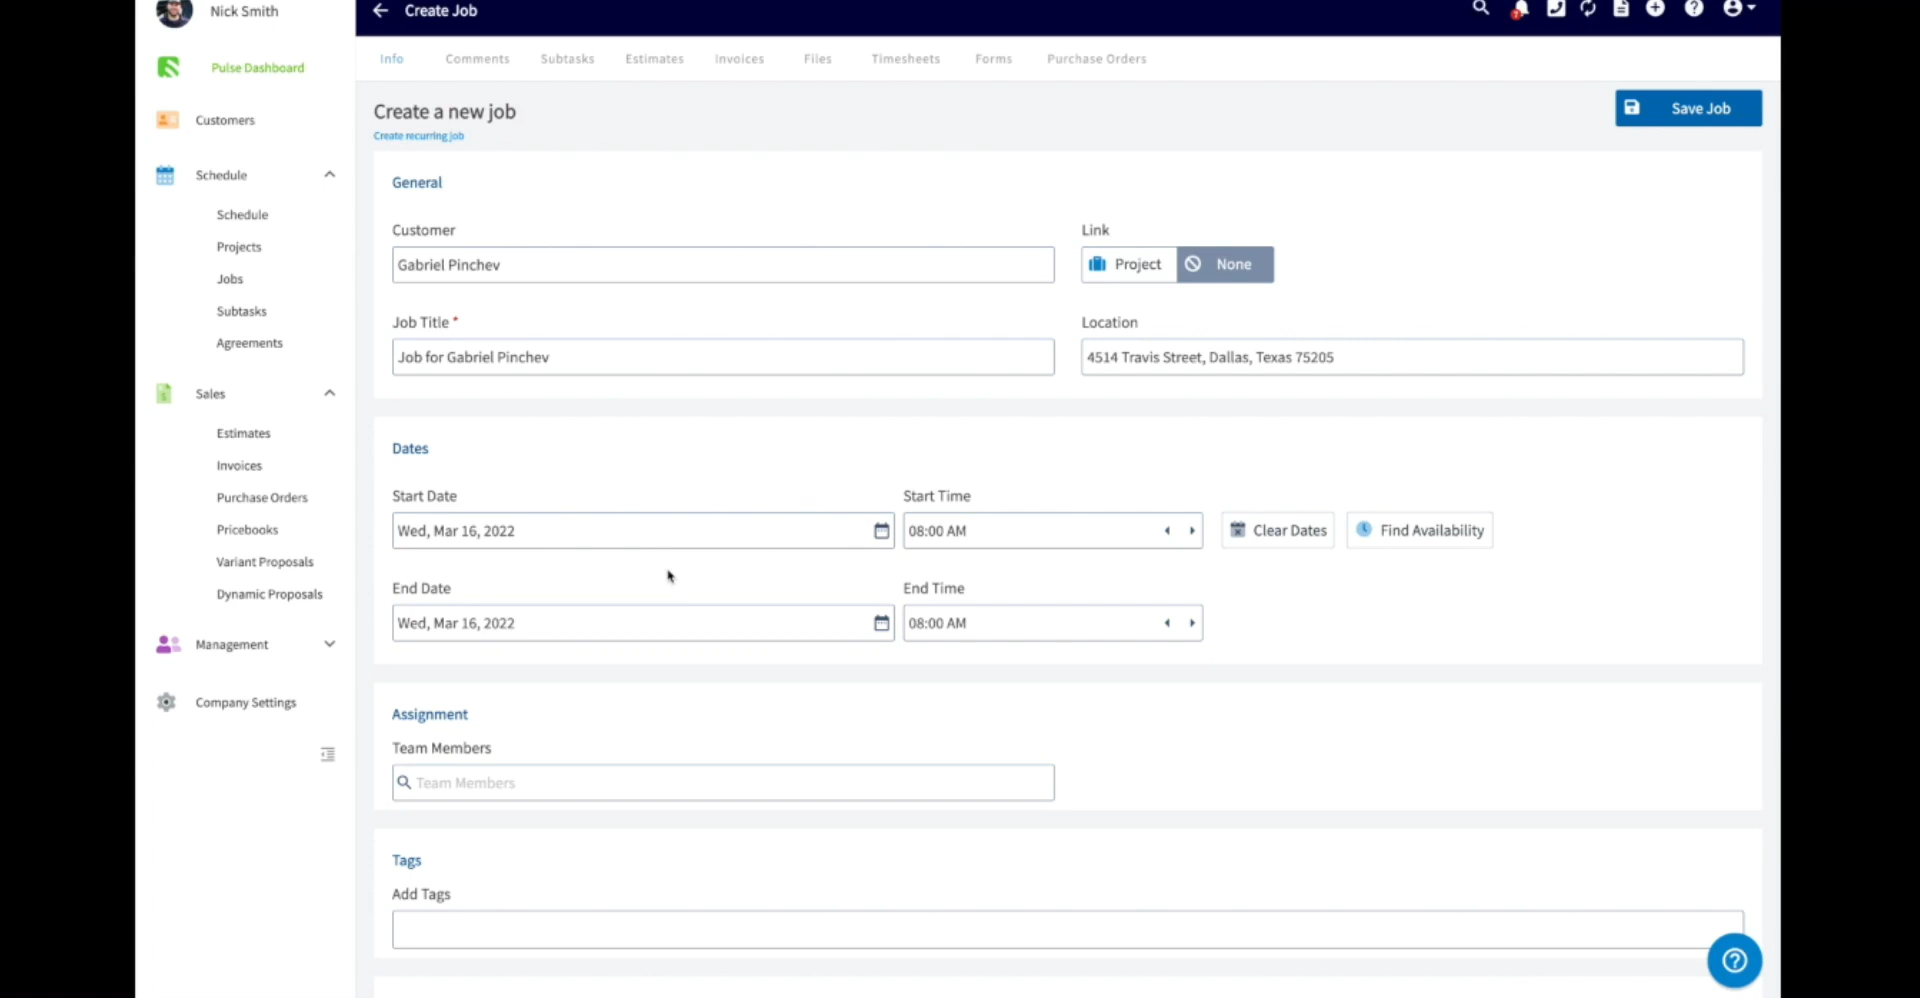 Nick Smith
Pulse Dashboard
Customers
Schedule
Schedule
Projects
Jobs
Subtasks
Agreements
Sales
Estimates
Invoices
Purchase Orders
Pricebooks
Variant Proposals
Dynamic Proposals
Management
Company Settings
Create Job
Info Comments Subtasks Estimates Invoices Files Timesheets Forms Purchase Orders
Create a new job
Create recurring job
Save Job
General
Customer Link
Gabriel Pinchev Project None
Job Title * Location
Job for Gabriel Pinchev 4514 Travis Street, Dallas, Texas 75205
Dates
Start Date Start Time
Wed, Mar 16, 2022 08:00 AM Clear Dates Find Availability
End Date End Time
Wed, Mar 16, 2022 08:00 AM
Assignment
Team Members
Team Members
Tags
Add Tags